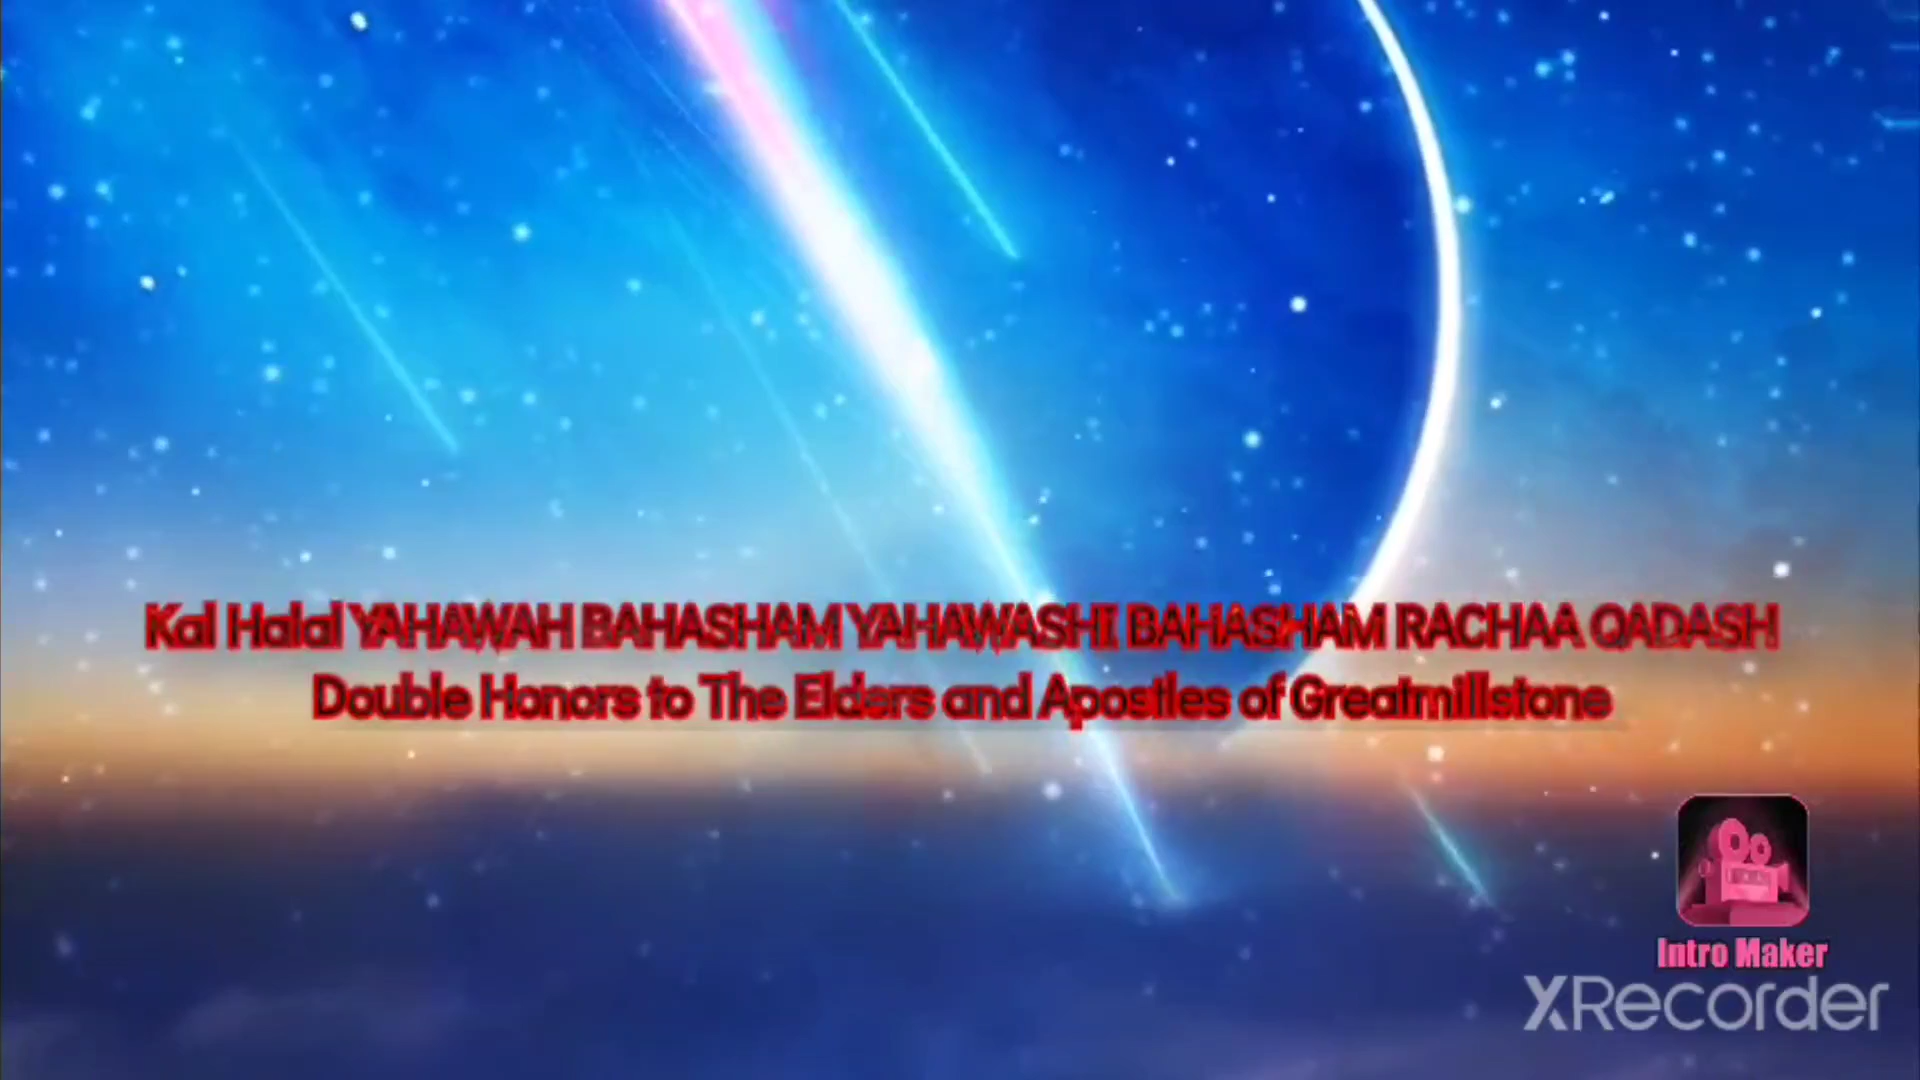 Kal Halal YAHAWAH BAHASHAM YAHAWASHI BAHASHAM RACHAA QADASH
Double Honors to The Elders and Apostles of Greatmillstone
Intro Maker
XRecorder